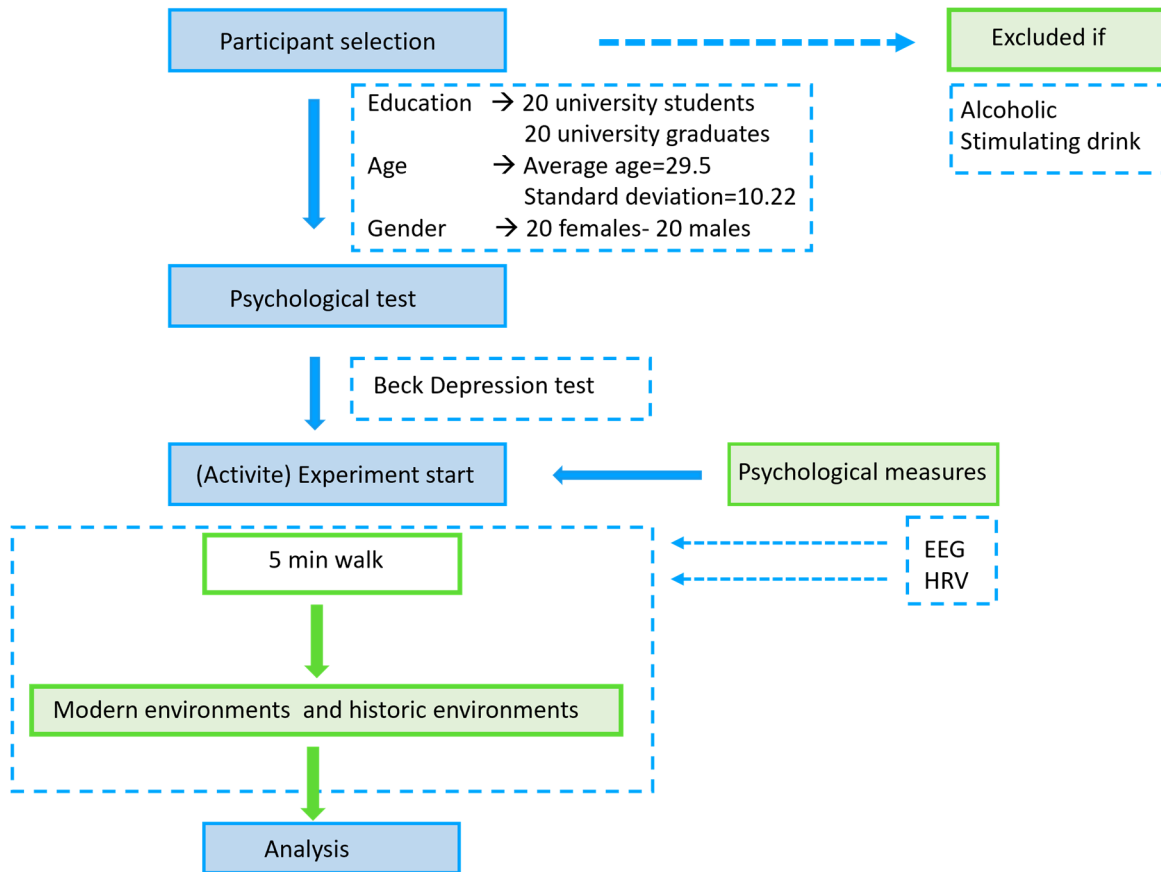 Participant selection
Excluded if
Education → 20 university students
20 university graduates
Age → Average age=29.5
Standard deviation=10.22
Gender → 20 females- 20 males
Alcoholic
Stimulating drink
Psychological test
Beck Depression test
(Activite) Experiment start
Psychological measures
5 min walk
EEG
HRV
Modern environments and historic environments
Analysis